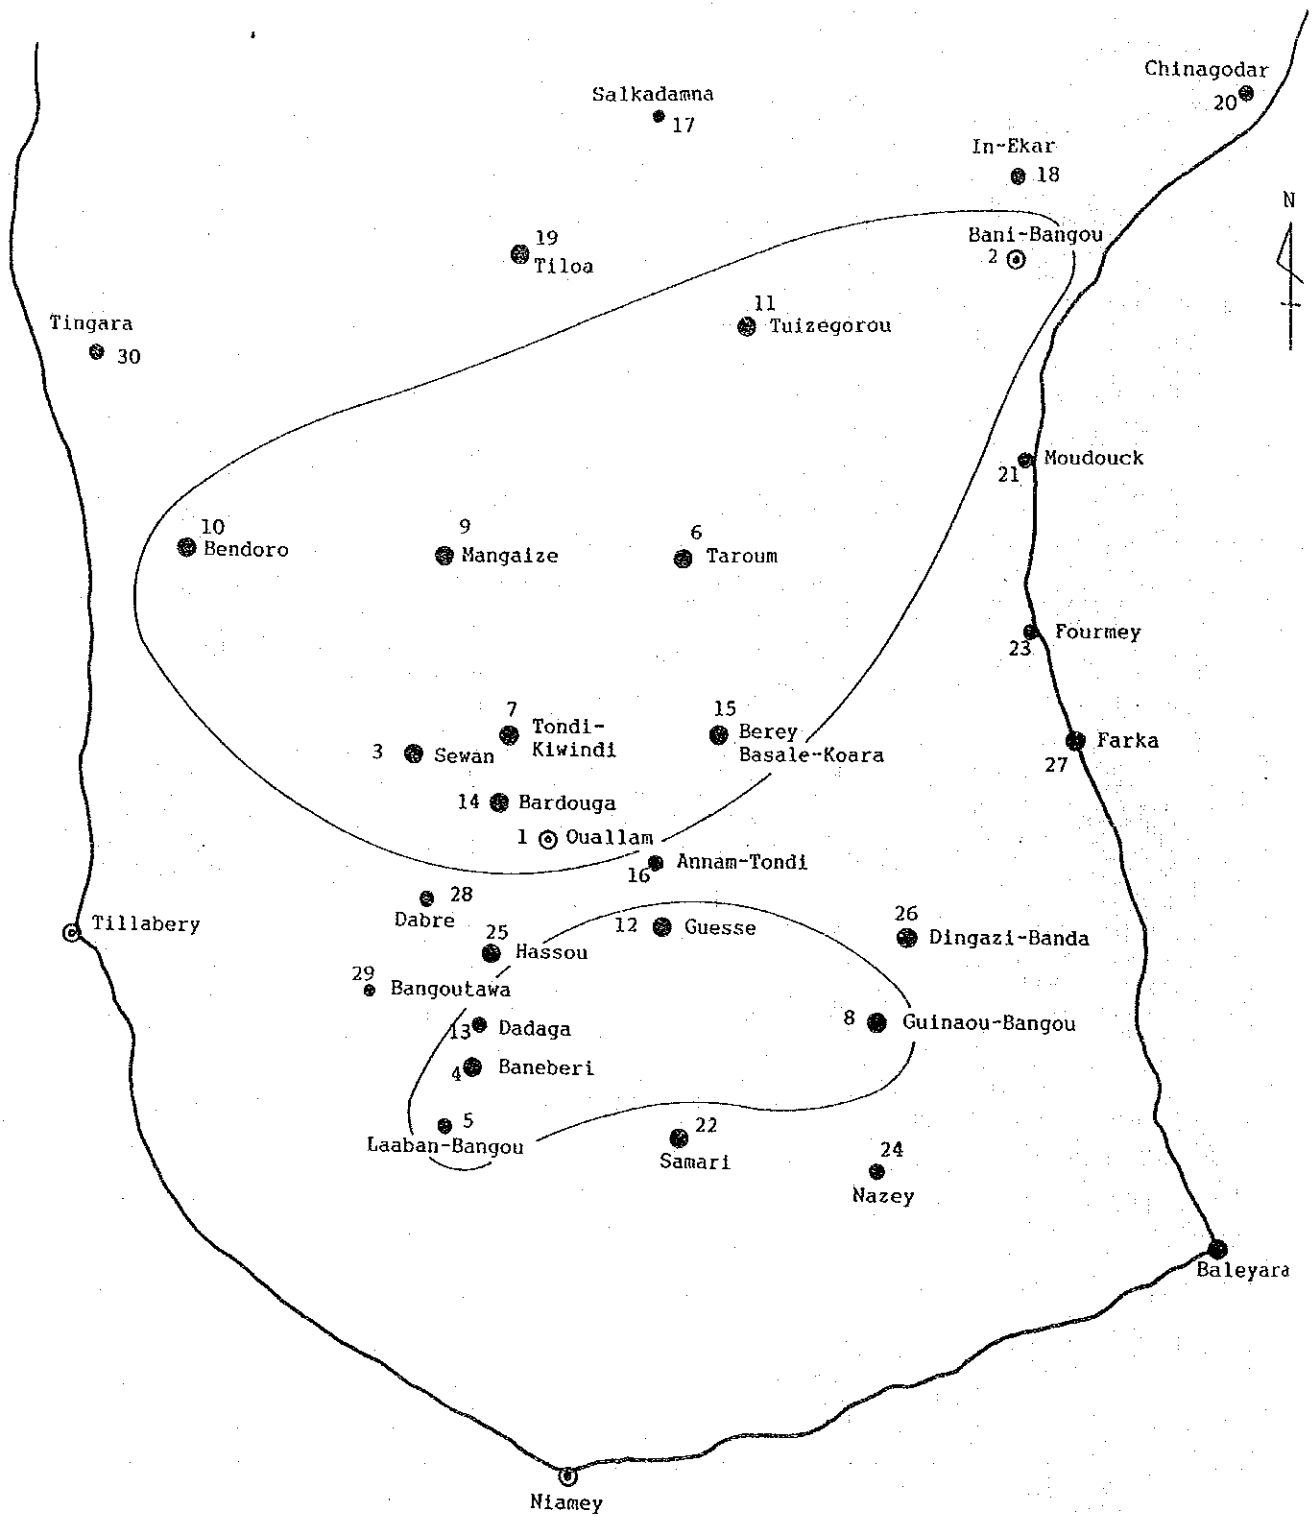 Chinagodar
20
Salkadamna
17
In-Ekar
18
N
19
Tiloa
Bani-Bangou
2
11
Tuizegorou
Tingara
30
21
Moudouck
10
Bendoro
9
Mangaize
6
Taroum
23
Fourmey
7
Tondi-
Kiwindi
15
Berey
Basale-Koara
3
Sewan
27
Farka
14
Bardouga
1
Ouallam
16
Annam-Tondi
28
Dabre
Tillabery
25
Hassou
12
Guesse
26
Dingazi-Banda
29
Bangoutawa
13
Dadaga
8
Guinaou-Bangou
4
Baneberi
5
Laaban-Bangou
22
Samari
24
Nazey
Baleyara
Niamey